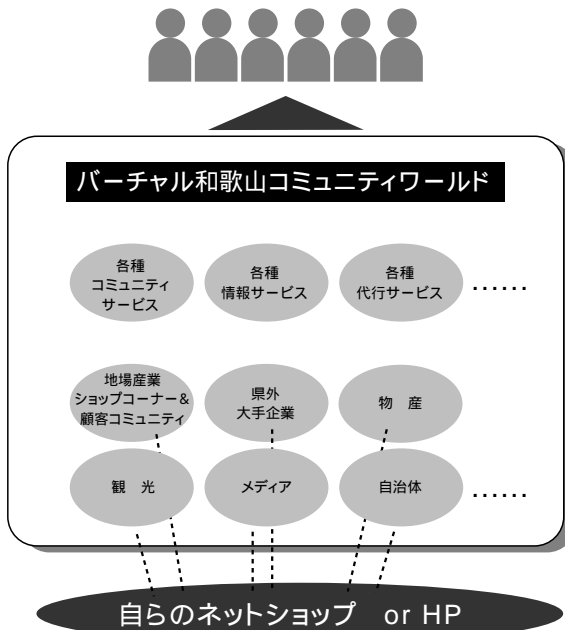 バーチャル和歌山コミュニティワールド
各種
コミュニティ
サービス
各種
情報サービス
各種
代行サービス
……
地場産業
ショップコーナー&
顧客コミュニティ
県外
大手企業
物　産
観　光
メディア
自治体
……
自らのネットショップ　or HP